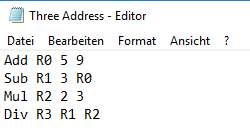 Three Address - Editor
Datei Bearbeiten Format Ansicht ?
Add R0 5 9
Sub R1 3 R0
Mul R2 2 3
Div R3 R1 R2